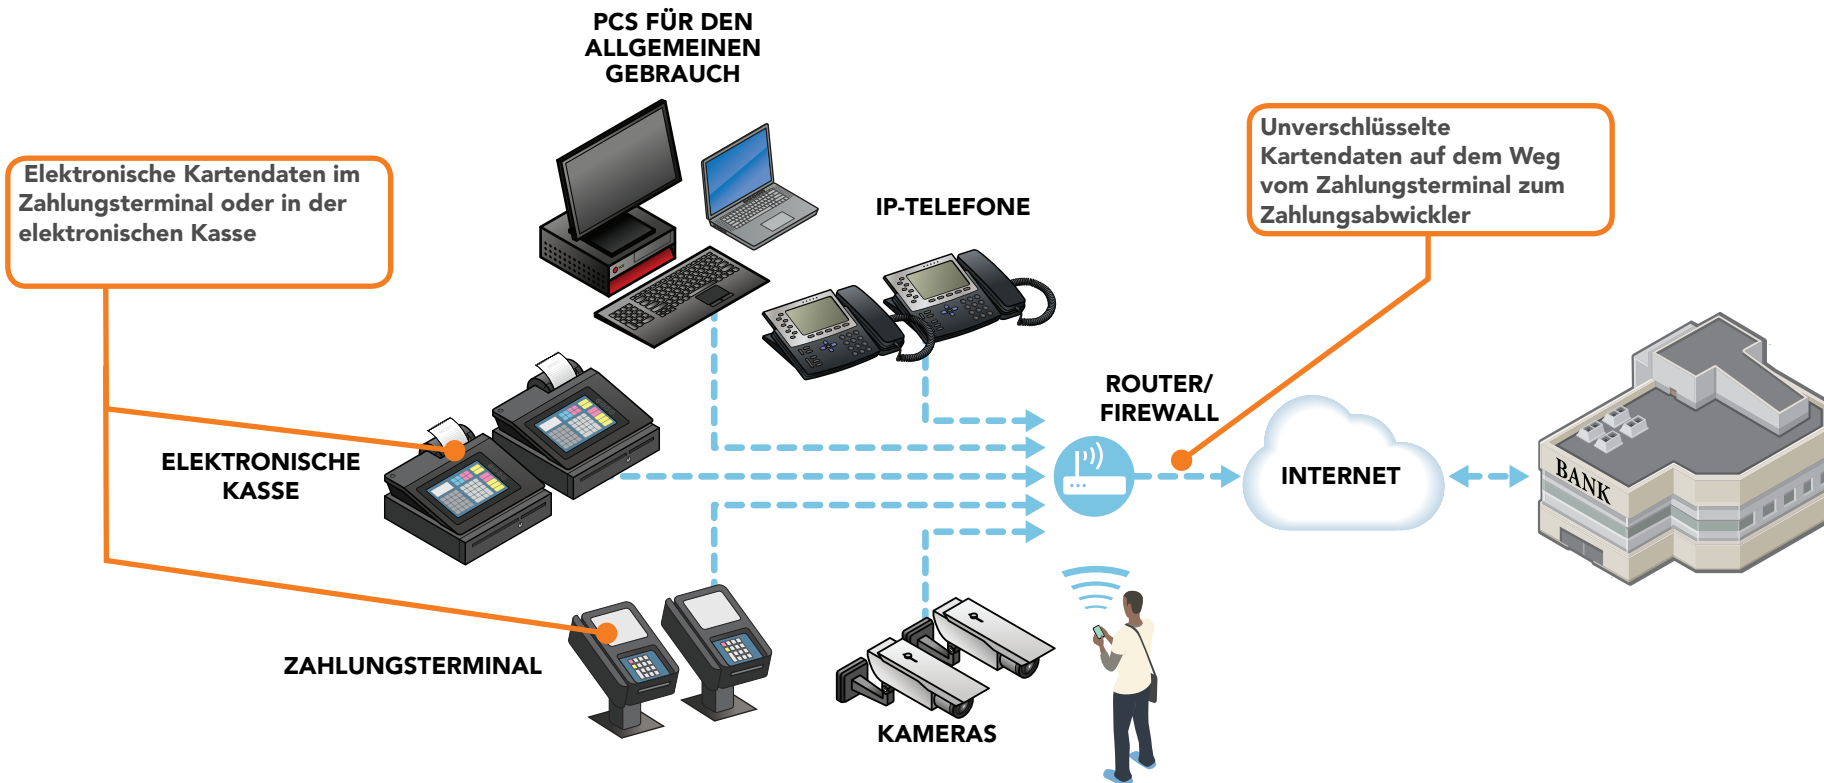 PCS FÜR DEN
ALLGEMEINEN
GEBRAUCH
Elektronische Kartendaten im
Zahlungsterminal oder in der
elektronischen Kasse
Unverschlüsselte
Kartendaten auf dem Weg
vom Zahlungsterminal zum
Zahlungsabwickler
IP-TELEFONE
ROUTER/
FIREWALL
ELEKTRONISCHE
KASSE
INTERNET
BANK
ZAHLUNGSTERMINAL
KAMERAS